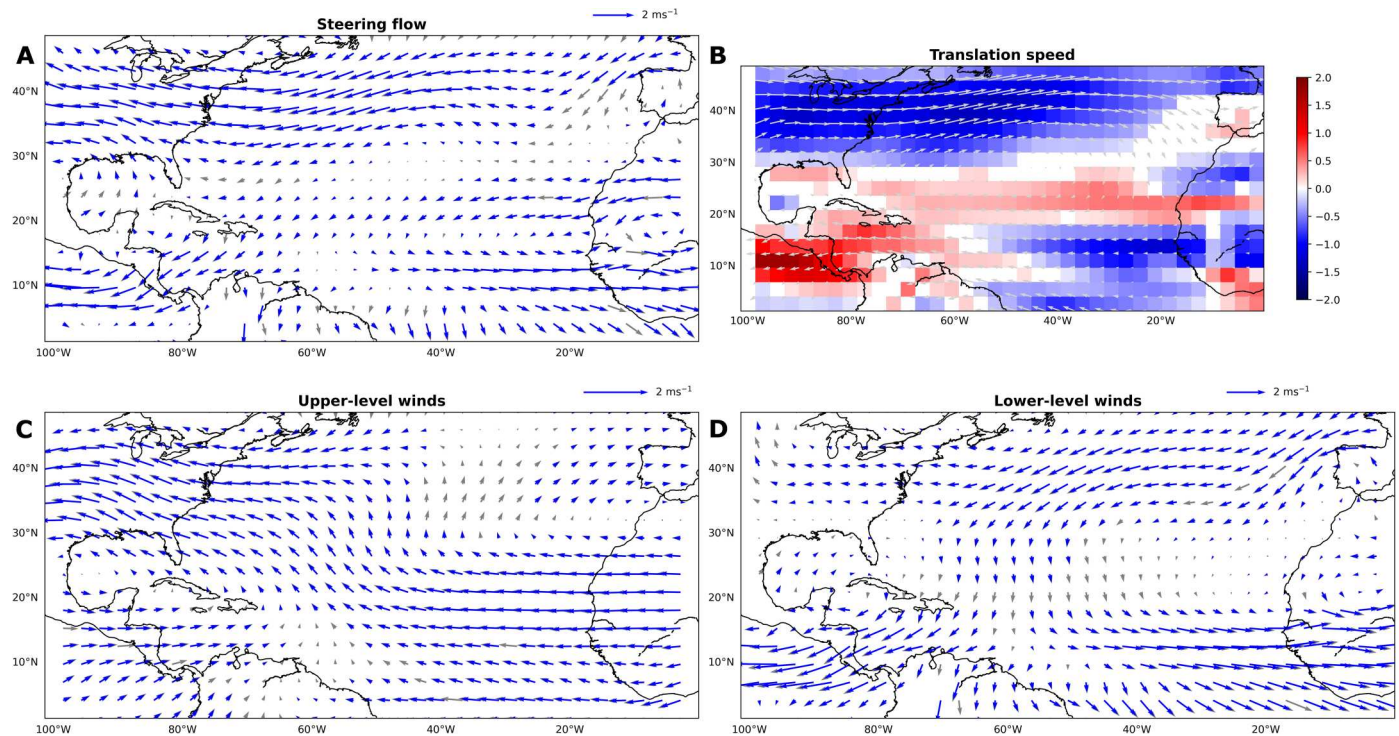 2 ms⁻¹
A
Steering flow
40°N
30°N
20°N
10°N
100°W 80°W 60°W 40°W 20°W
B
Translation speed
40°N
30°N
20°N
10°N
100°W 80°W 60°W 40°W 20°W
2.0
1.5
1.0
0.5
0.0
−0.5
−1.0
−1.5
−2.0
2 ms⁻¹
C
Upper-level winds
40°N
30°N
20°N
10°N
100°W 80°W 60°W 40°W 20°W
2 ms⁻¹
D
Lower-level winds
40°N
30°N
20°N
10°N
100°W 80°W 60°W 40°W 20°W